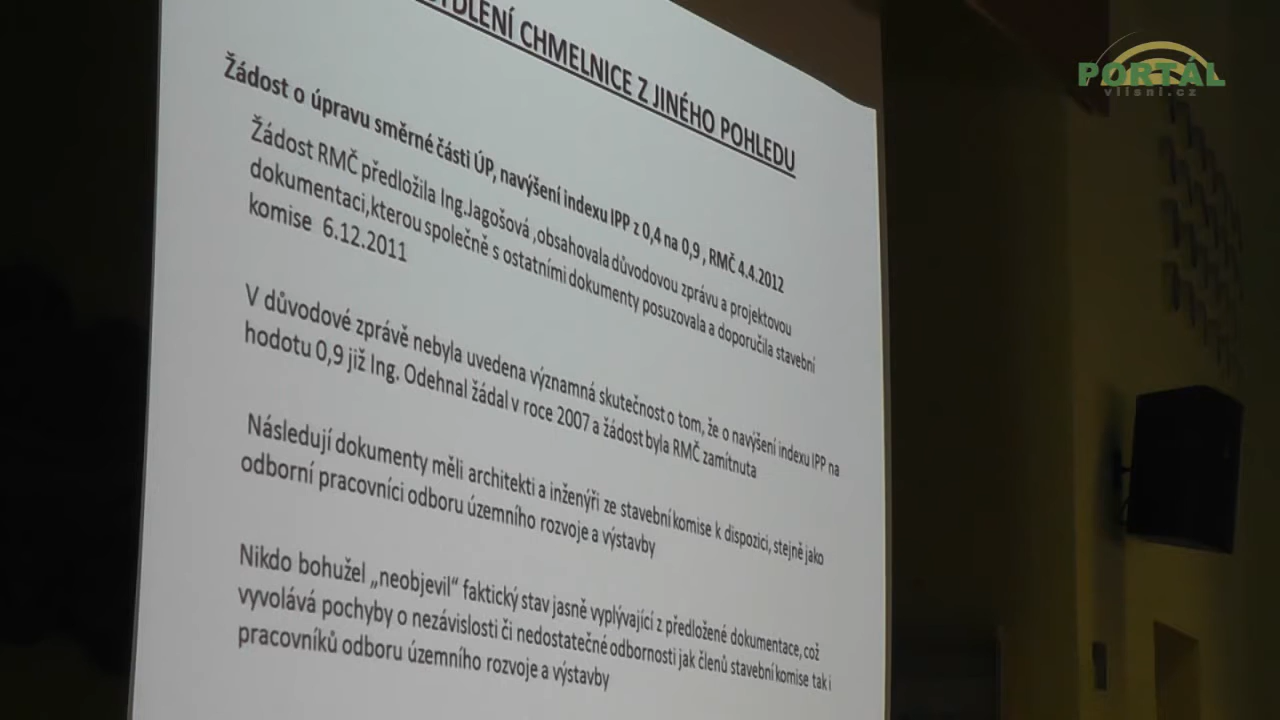 CHMELNICE Z JINÉHO POHLEDU
Žádost o úpravu směrné části ÚP, navýšení indexu IPP z 0,4 na 0,9 , RMČ 4.4.2012
Žádost RMČ předložila Ing.Jagošová ,obsahovala důvodovou zprávu a projektovou
dokumentaci,kterou společně s ostatními dokumenty posuzovala a doporučila stavební
komise 6.12.2011
V důvodové zprávě nebyla uvedena významná skutečnost o tom, že o navýšení indexu IPP na
hodotu 0,9 již Ing. Odehnal žádal v roce 2007 a žádost byla RMČ zamítnuta
Následují dokumenty měli architekti a inženýři ze stavební komise k dispozici, stejně jako
odborní pracovníci odboru územního rozvoje a výstavby
Nikdo bohužel „neobjevil“ faktický stav jasně vyplývající z předložené dokumentace, což
vyvolává pochyby o nezávislosti či nedostatečné odbornosti jak členů stavební komise tak i
pracovníků odboru územního rozvoje a výstavby
PORTÁL
vlisni.cz